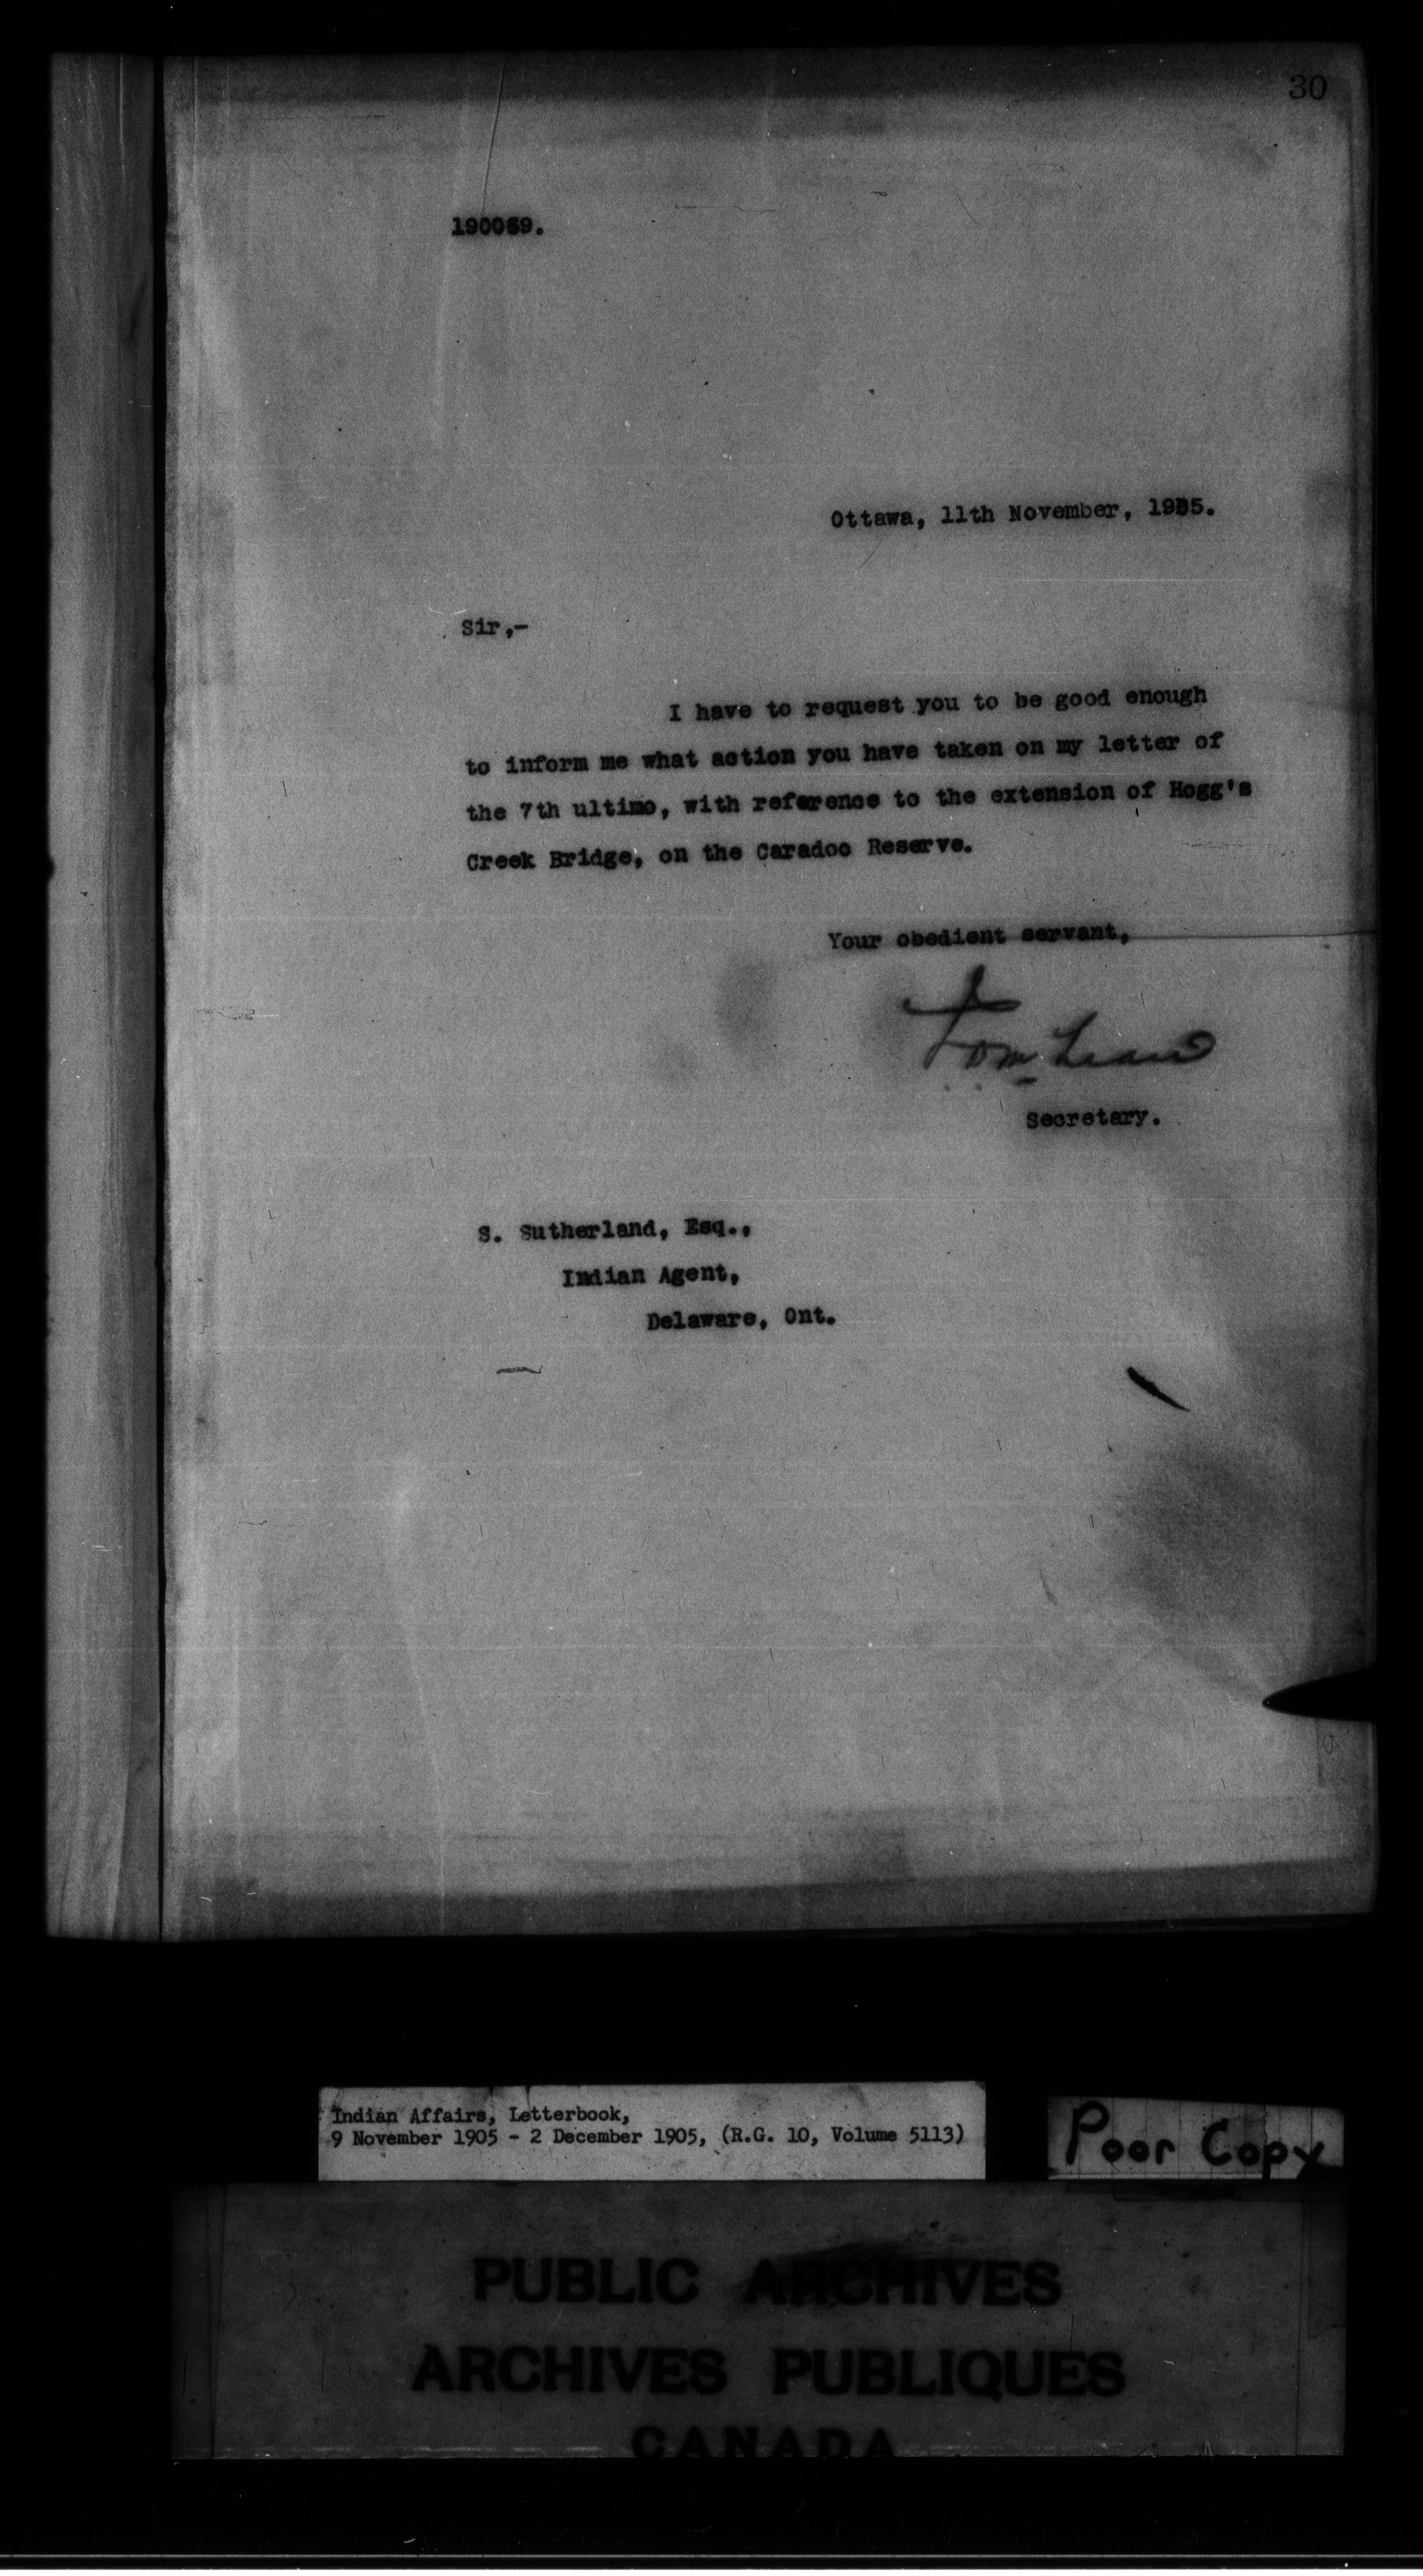 30
190069.
Ottawa, 11th November, 1905.
Sir,-
I have to request you to be good enough
to inform me what action you have taken on my letter of
the 7th ultimo, with reference to the extension of Hogg's
Creek Bridge, on the Caradoc Reserve.
Your obedient servant,
Secretary.
S. Sutherland, Esq.,
Indian Agent,
Delaware, Ont.
Indian Affairs, Letterbook,
9 November 1905 - 2 December 1905, (R.G. 10, Volume 5113)
Poor Copy
PUBLIC ARCHIVES
ARCHIVES PUBLIQUES
CANADA